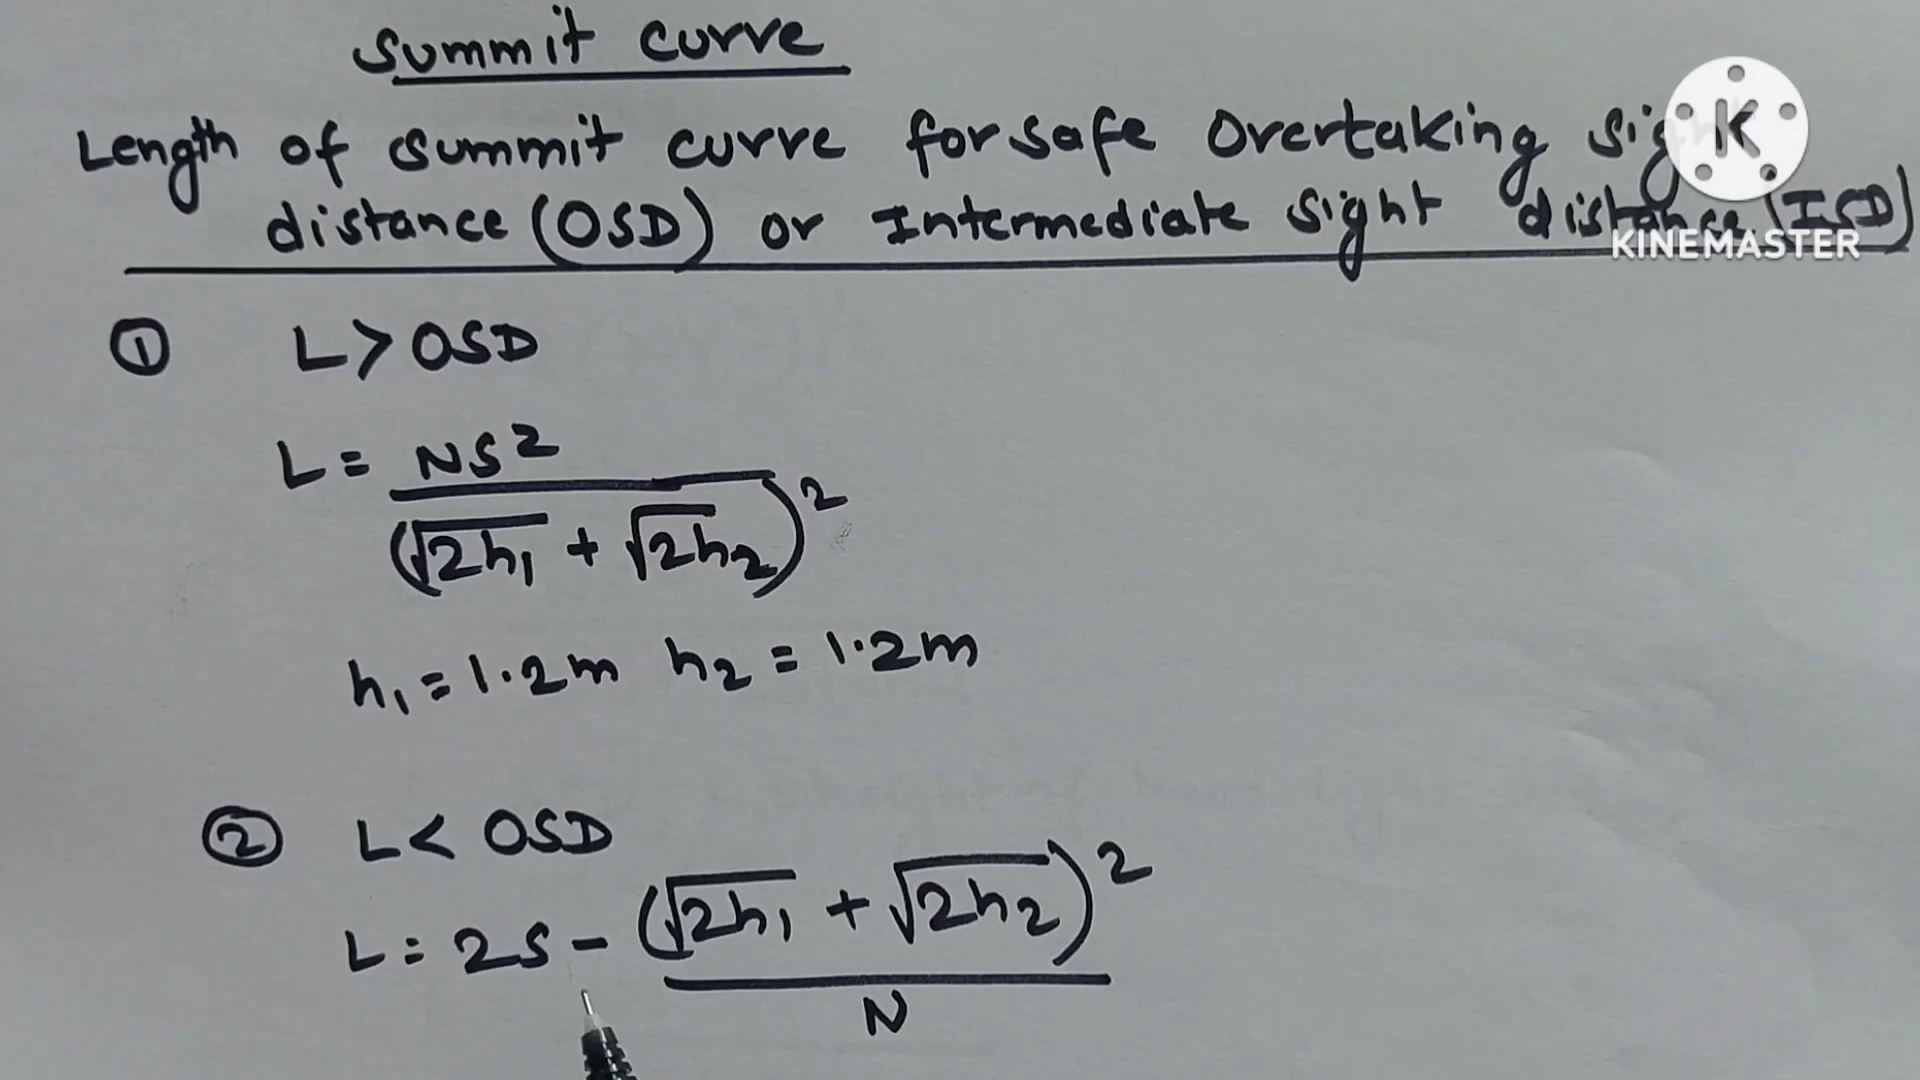 Summit curve
Length of summit curve for safe Overtaking
distance (OSD) or Intermediate sight distance (ISD)
K
KINEMASTER
① L > OSD
L = NS²
(√2h₁ + √2h₂)²
h₁ = 1.2m h₂ = 1.2m
② L < OSD
L = 2S - (√2h₁ + √2h₂)²
N